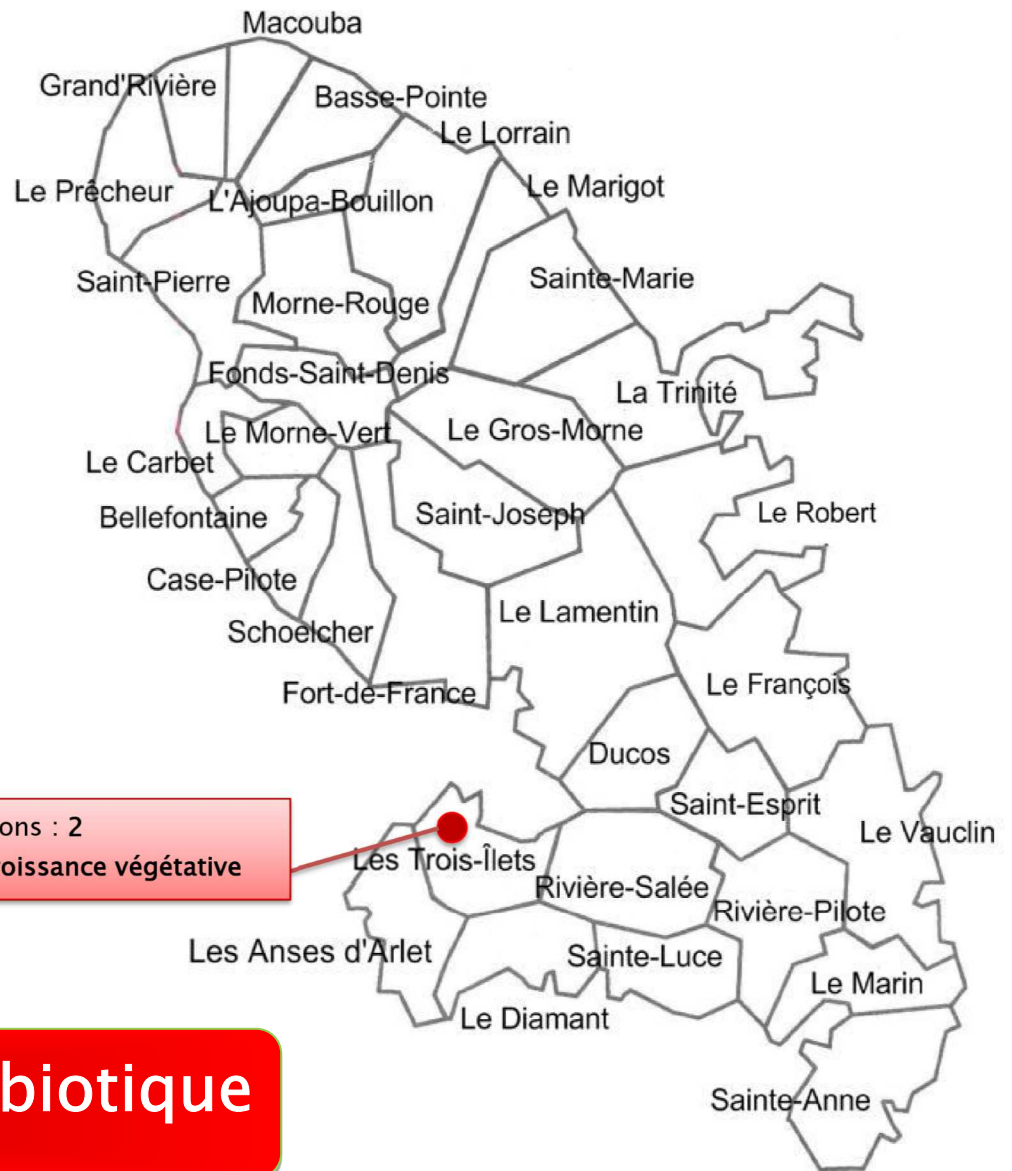 Macouba
Grand'Rivière
Basse-Pointe
Le Lorrain
Le Prêcheur
L'Ajoupa-Bouillon
Le Marigot
Saint-Pierre
Sainte-Marie
Morne-Rouge
Fonds-Saint-Denis
La Trinité
Le Morne-Vert
Le Gros-Morne
Le Carbet
Bellefontaine
Saint-Joseph
Le Robert
Case-Pilote
Le Lamentin
Schoelcher
Fort-de-France
Le François
Ducos
Saint-Esprit
Le Vauclin
ons : 2
roissance végétative
Les Trois-Îlets
Rivière-Salée
Rivière-Pilote
Les Anses d'Arlet
Sainte-Luce
Le Marin
Le Diamant
biotique
Sainte-Anne